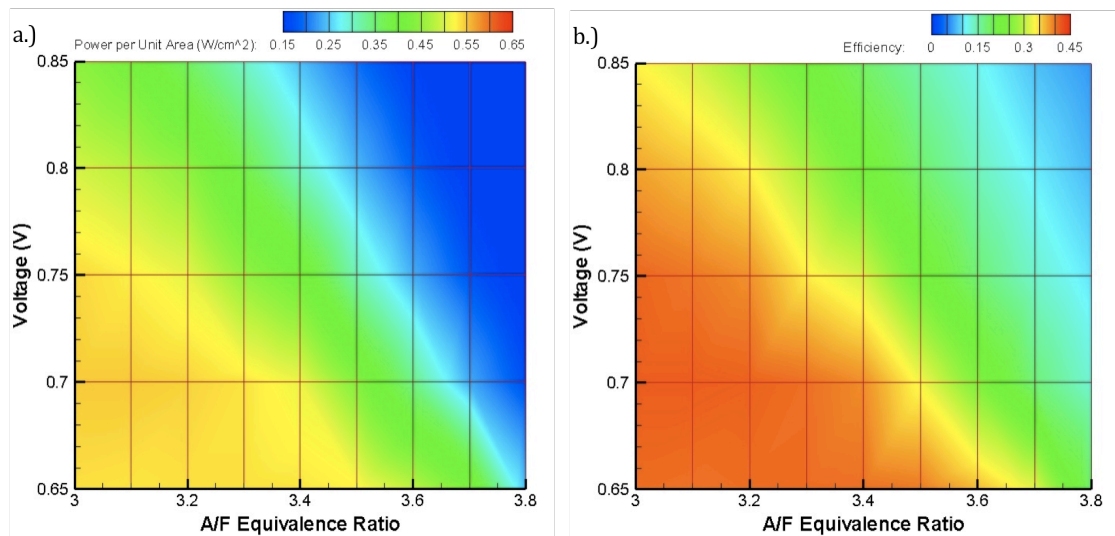 a.)
Power per Unit Area (W/cm^2): 0.15 0.25 0.35 0.45 0.55 0.65
0.85
0.8
0.75
0.7
0.65
Voltage (V)
3 3.2 3.4 3.6 3.8
A/F Equivalence Ratio
b.)
Efficiency: 0 0.15 0.3 0.45
0.85
0.8
0.75
0.7
0.65
Voltage (V)
3 3.2 3.4 3.6 3.8
A/F Equivalence Ratio